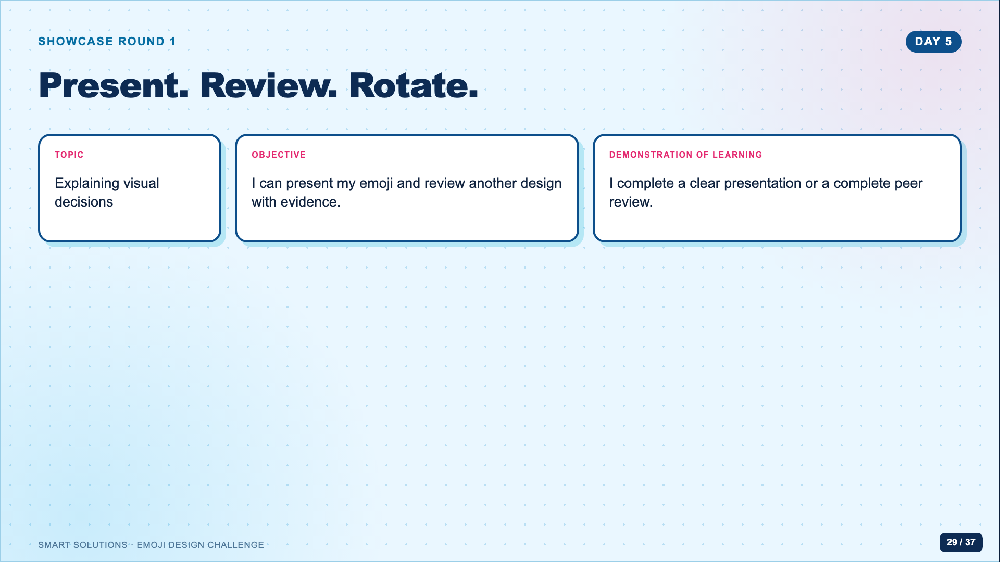 SHOWCASE ROUND 1
DAY 5
Present. Review. Rotate.
TOPIC
Explaining visual
decisions
OBJECTIVE
I can present my emoji and review another design
with evidence.
DEMONSTRATION OF LEARNING
I complete a clear presentation or a complete peer
review.
SMART SOLUTIONS · EMOJI DESIGN CHALLENGE
29 / 37